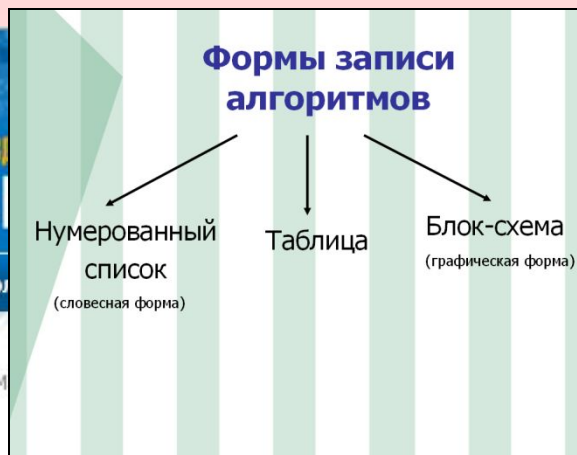 Формы записи
алгоритмов
Нумерованный
список
(словесная форма)
Таблица
Блок-схема
(графическая форма)